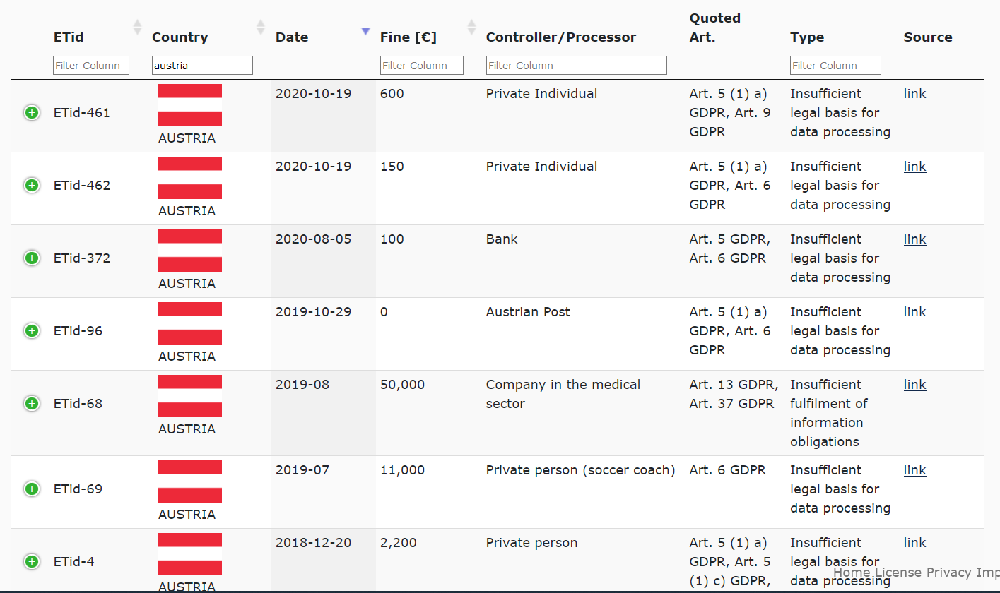 Quoted
ETid Country Date Fine [€] Controller/Processor Art. Type Source
Filter Column austria Filter Column Filter Column Filter Column
2020-10-19 600 Private Individual Art. 5 (1) a) Insufficient link
ETid-461 GDPR, Art. 9 legal basis for
AUSTRIA GDPR data processing
2020-10-19 150 Private Individual Art. 5 (1) a) Insufficient link
ETid-462 GDPR, Art. 6 legal basis for
AUSTRIA GDPR data processing
2020-08-05 100 Bank Art. 5 GDPR, Insufficient link
ETid-372 Art. 6 GDPR legal basis for
AUSTRIA data processing
2019-10-29 0 Austrian Post Art. 5 (1) a) Insufficient link
ETid-96 GDPR, Art. 6 legal basis for
AUSTRIA GDPR data processing
2019-08 50,000 Company in the medical Art. 13 GDPR, Insufficient link
ETid-68 sector Art. 37 GDPR fulfilment of
AUSTRIA information
obligations
2019-07 11,000 Private person (soccer coach) Art. 6 GDPR Insufficient link
ETid-69 legal basis for
AUSTRIA data processing
2018-12-20 2,200 Private person Art. 5 (1) a) Insufficient link
ETid-4 GDPR, Art. 5 legal basis for
Home License Privacy Imp
AUSTRIA (1) c) GDPR, data processing